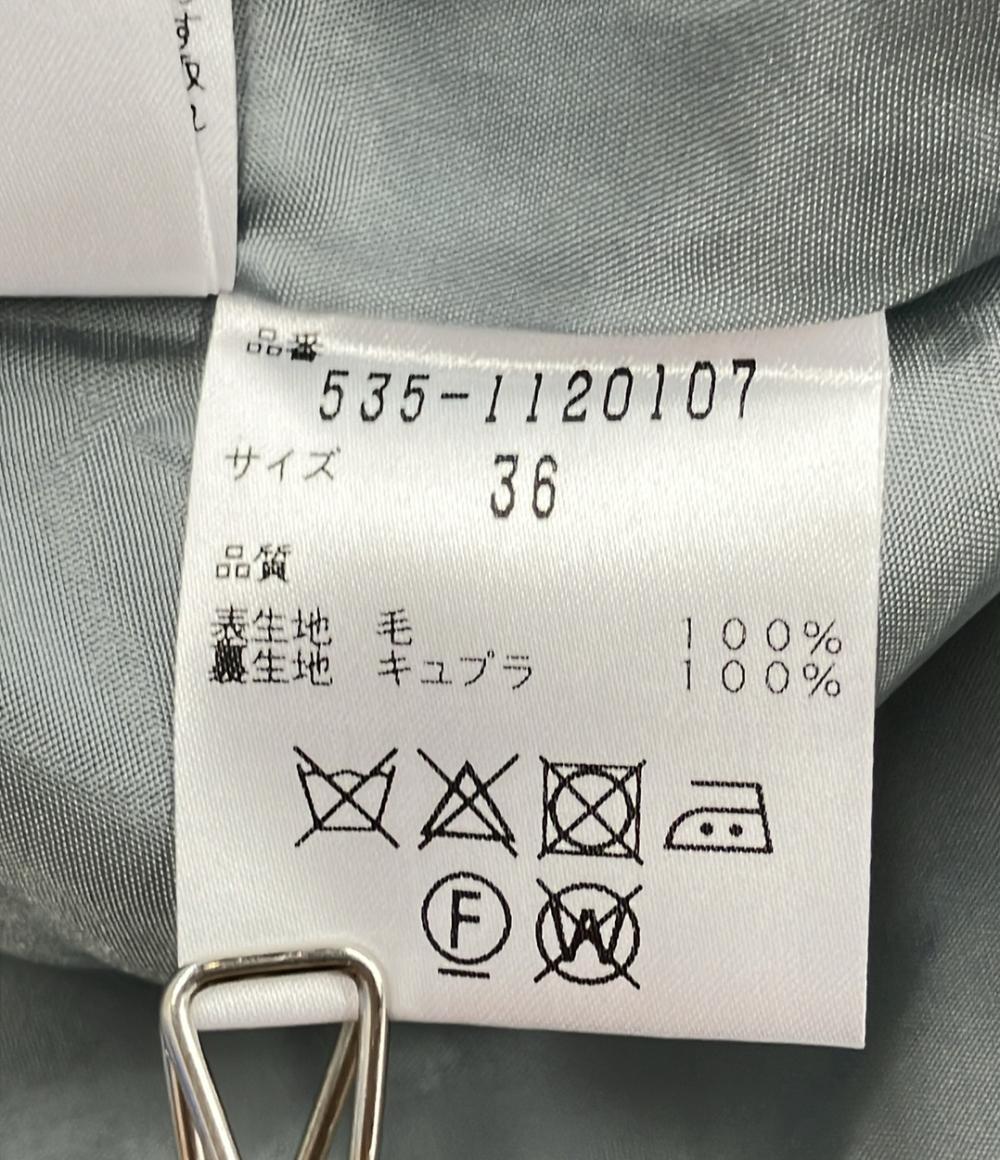 品番
535-1120107
サイズ 36
品質
表生地 毛 100%
裏生地 キュプラ 100%
F
W